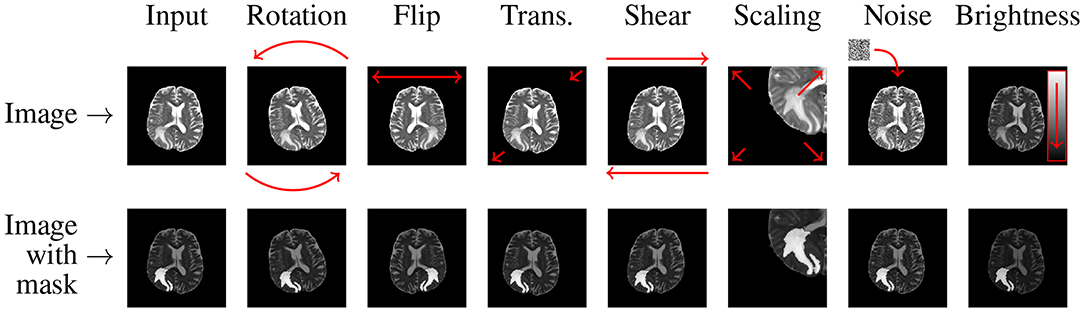 Input Rotation Flip Trans. Shear Scaling Noise Brightness
Image →
Image
with →
mask